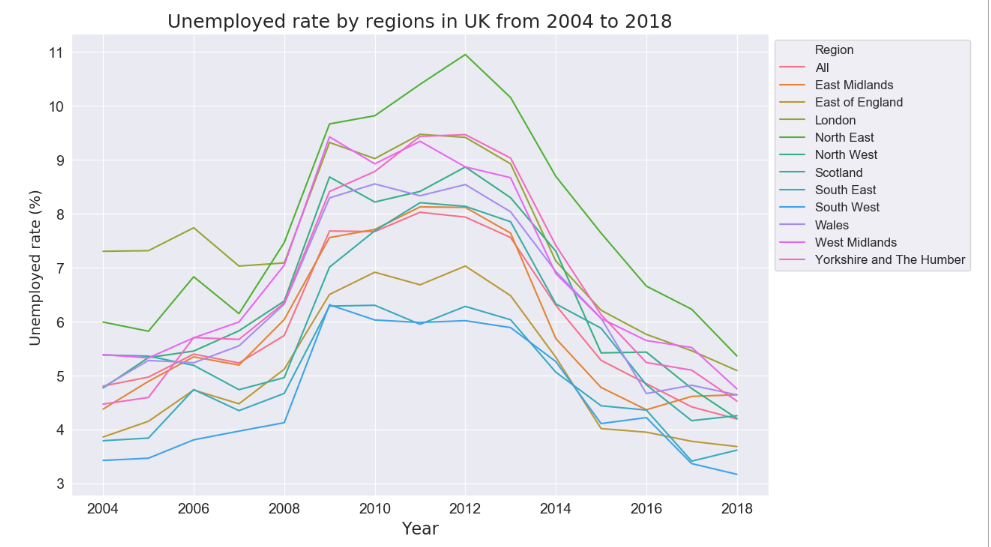 Unemployed rate by regions in UK from 2004 to 2018
11
10
9
8
7
6
5
4
3
Unemployed rate (%)
2004 2006 2008 2010 2012 2014 2016 2018
Year
Region
All
East Midlands
East of England
London
North East
North West
Scotland
South East
South West
Wales
West Midlands
Yorkshire and The Humber